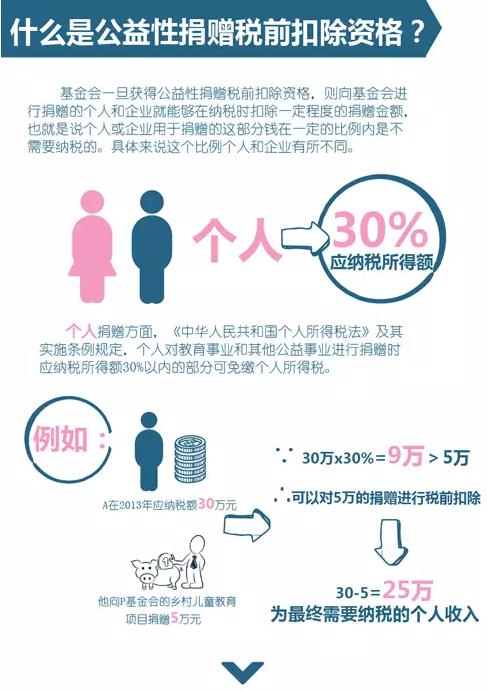 什么是公益性捐赠税前扣除资格？
基金会一旦获得公益性捐赠税前扣除资格，则向基金会进
行捐赠的个人和企业就能够在纳税时扣除一定程度的捐赠金额，
也就是说个人或企业用于捐赠的这部分钱在一定的比例内是不
需要纳税的。具体来说这个比例个人和企业有所不同。
个人
30%
应纳税所得额
个人捐赠方面，《中华人民共和国个人所得税法》及其
实施条例规定，个人对教育事业和其他公益事业进行捐赠时
应纳税所得额30%以内的部分可免缴个人所得税。
例如：
A在2013年应纳税额30万元
他向P基金会的乡村儿童教育
项目捐赠5万元
∵ 30万x30%=9万＞5万
∴可以对5万的捐赠进行税前扣除
30-5=25万
为最终需要纳税的个人收入